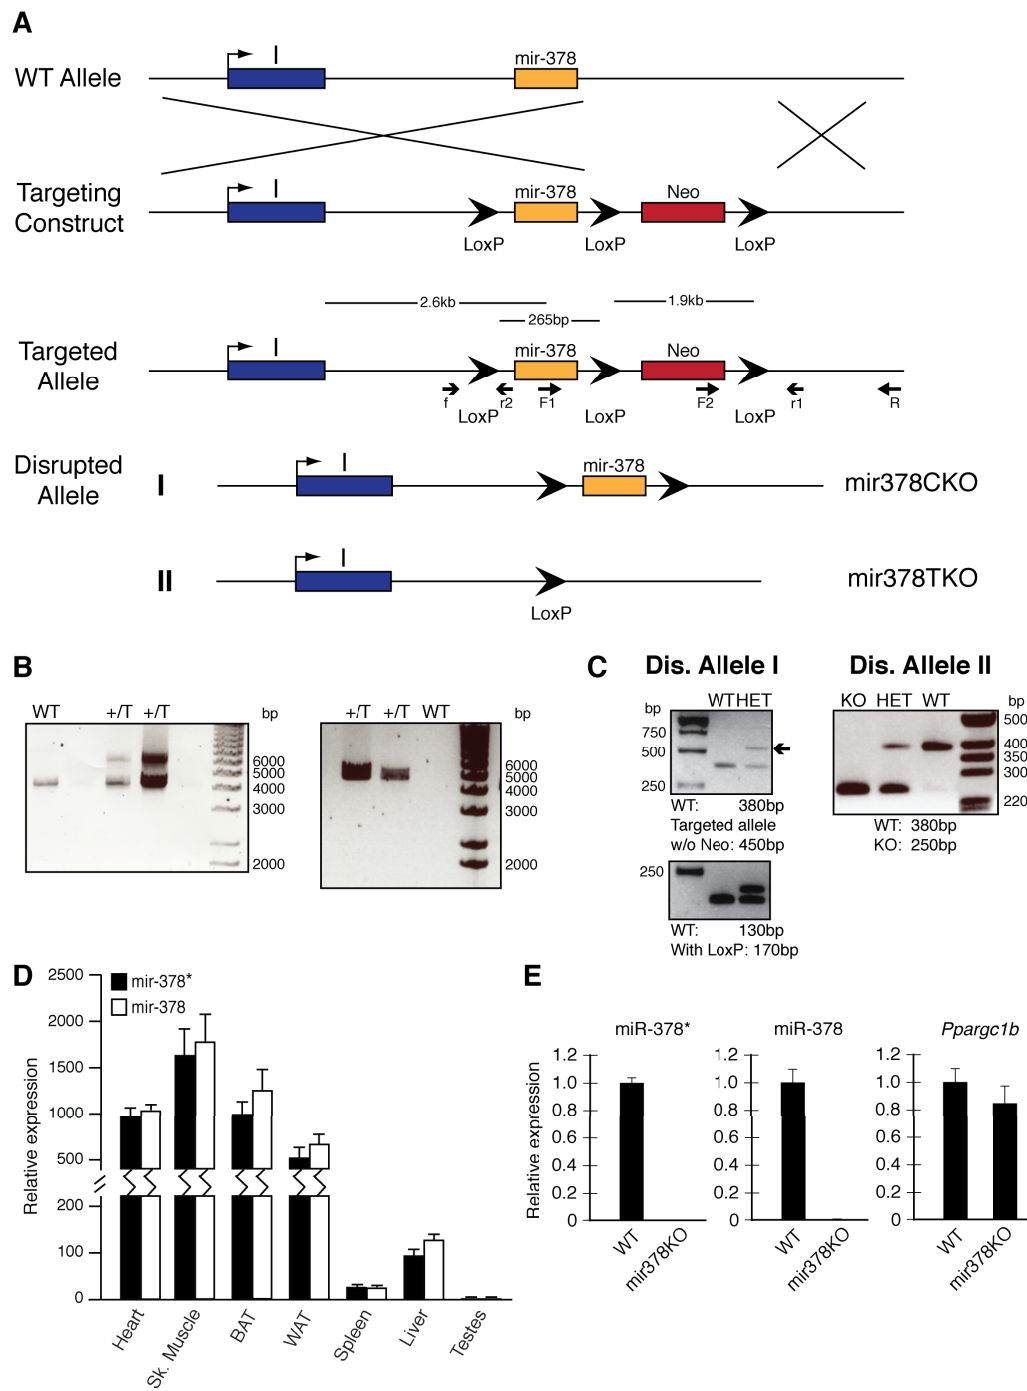 A
WT Allele
I
mir-378
Targeting
Construct
I
mir-378
Neo
LoxP
LoxP
LoxP
2.6kb
1.9kb
265bp
Targeted
Allele
I
mir-378
Neo
f
r2
F1
F2
r1
R
LoxP
LoxP
LoxP
Disrupted
Allele
I
I
mir-378
mir378CKO
II
I
mir378TKO
LoxP
B
WT
+/T
+/T
bp
6000
5000
4000
3000
2000
+/T
+/T
WT
bp
6000
5000
4000
3000
2000
C
Dis. Allele I
WT HET
bp
750
500
250
WT: 380bp
Targeted allele
w/o Neo: 450bp
250
WT: 130bp
With LoxP: 170bp
Dis. Allele II
KO HET WT
bp
500
400
350
300
220
WT: 380bp
KO: 250bp
D
mir-378*
mir-378
Relative expression
2500
2000
1500
1000
500
200
100
0
Heart
Sk. Muscle
BAT
WAT
Spleen
Liver
Testes
E
Relative expression
miR-378*
1.2
1.0
0.8
0.6
0.4
0.2
0
WT
mir378KO
miR-378
1.2
1.0
0.8
0.6
0.4
0.2
0
WT
mir378KO
Ppargc1b
1.2
1.0
0.8
0.6
0.4
0.2
0
WT
mir378KO